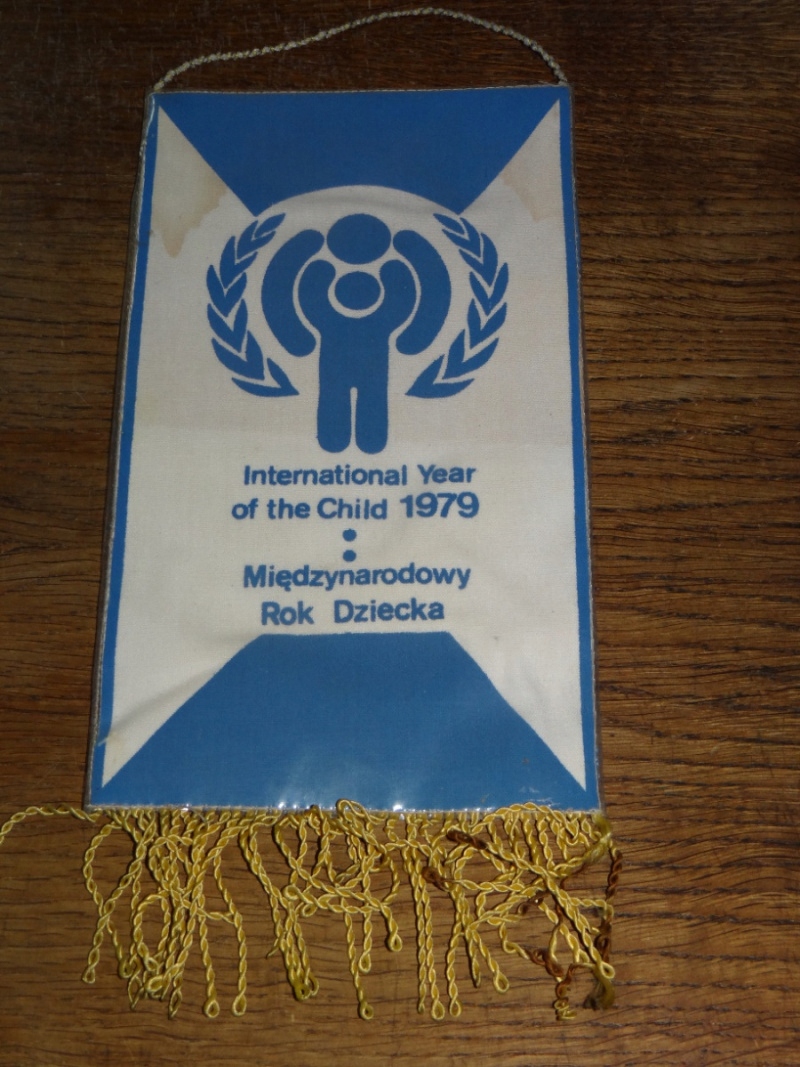 International Year
of the Child 1979
:
Międzynarodowy
Rok Dziecka